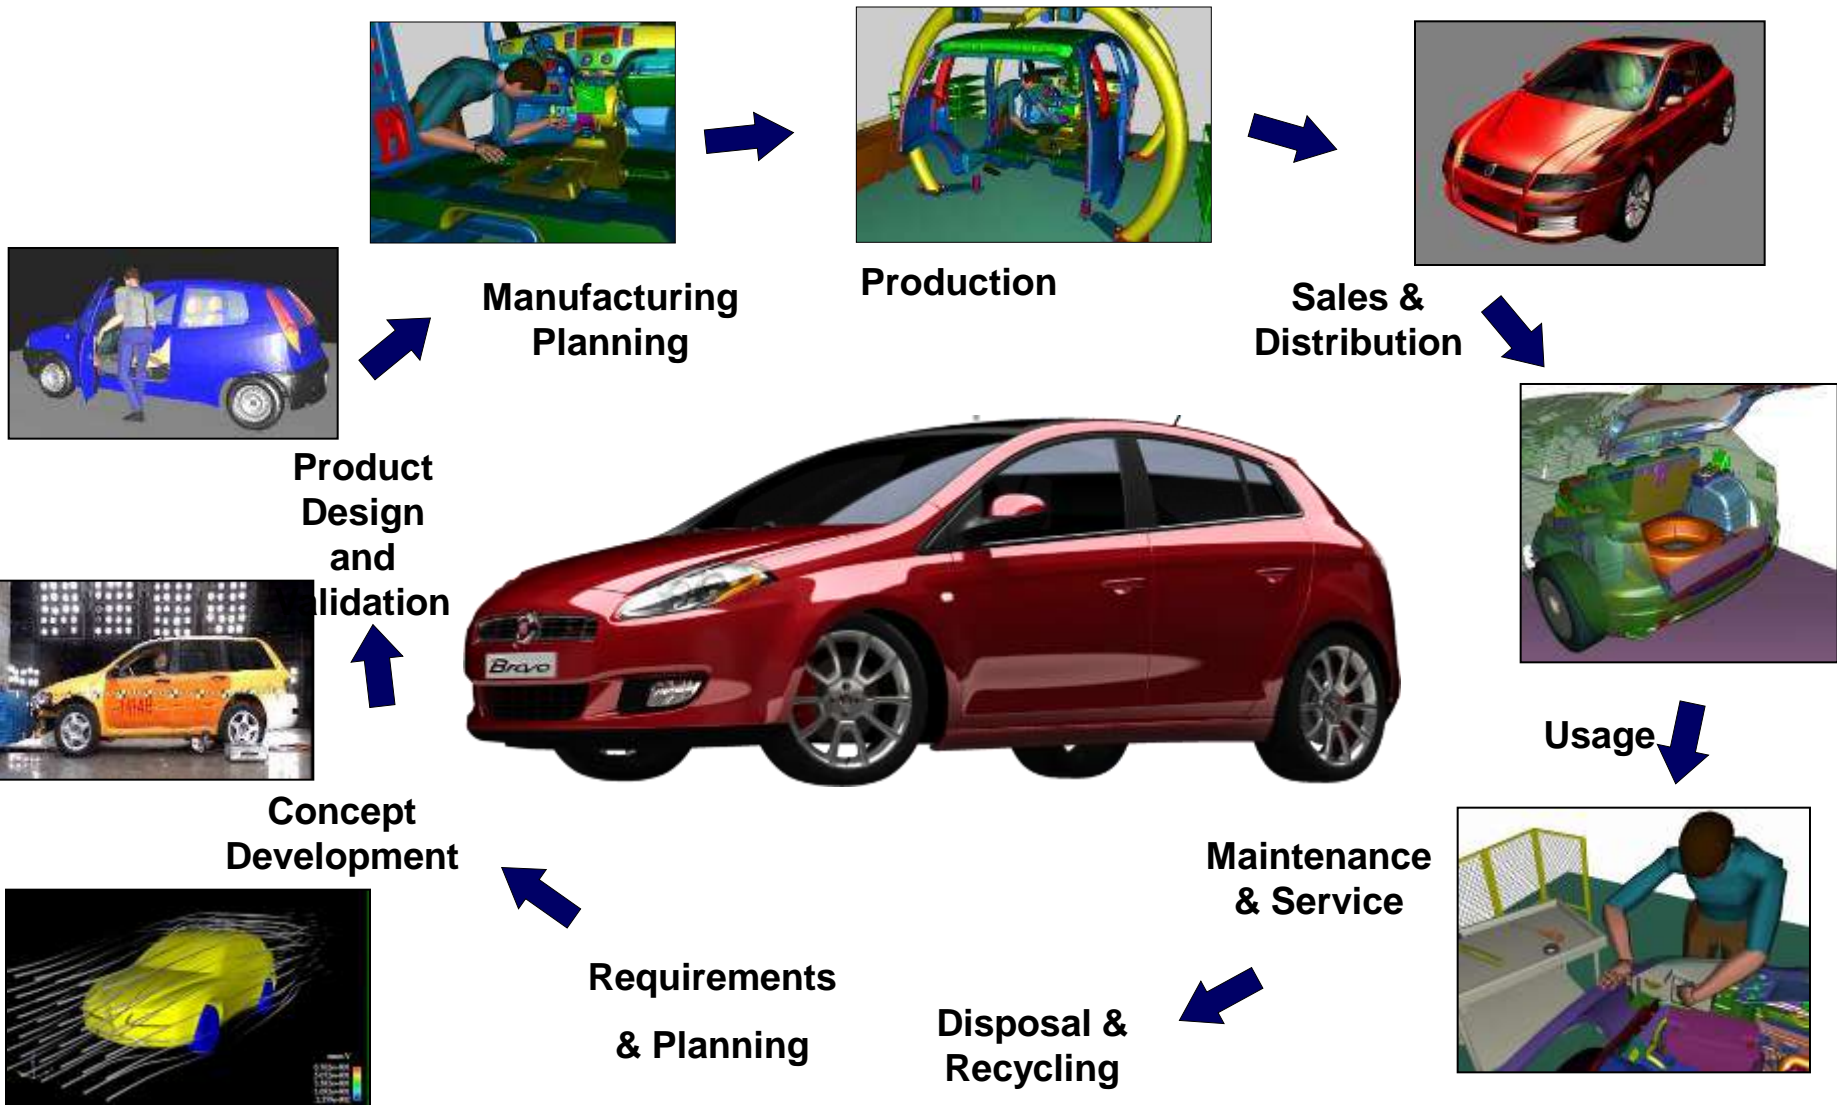 Manufacturing
Planning
Production
Sales &
Distribution
Product
Design
and
lidation
Usage
Bravo
Concept
Development
Maintenance
& Service
Requirements
& Planning
Disposal &
Recycling